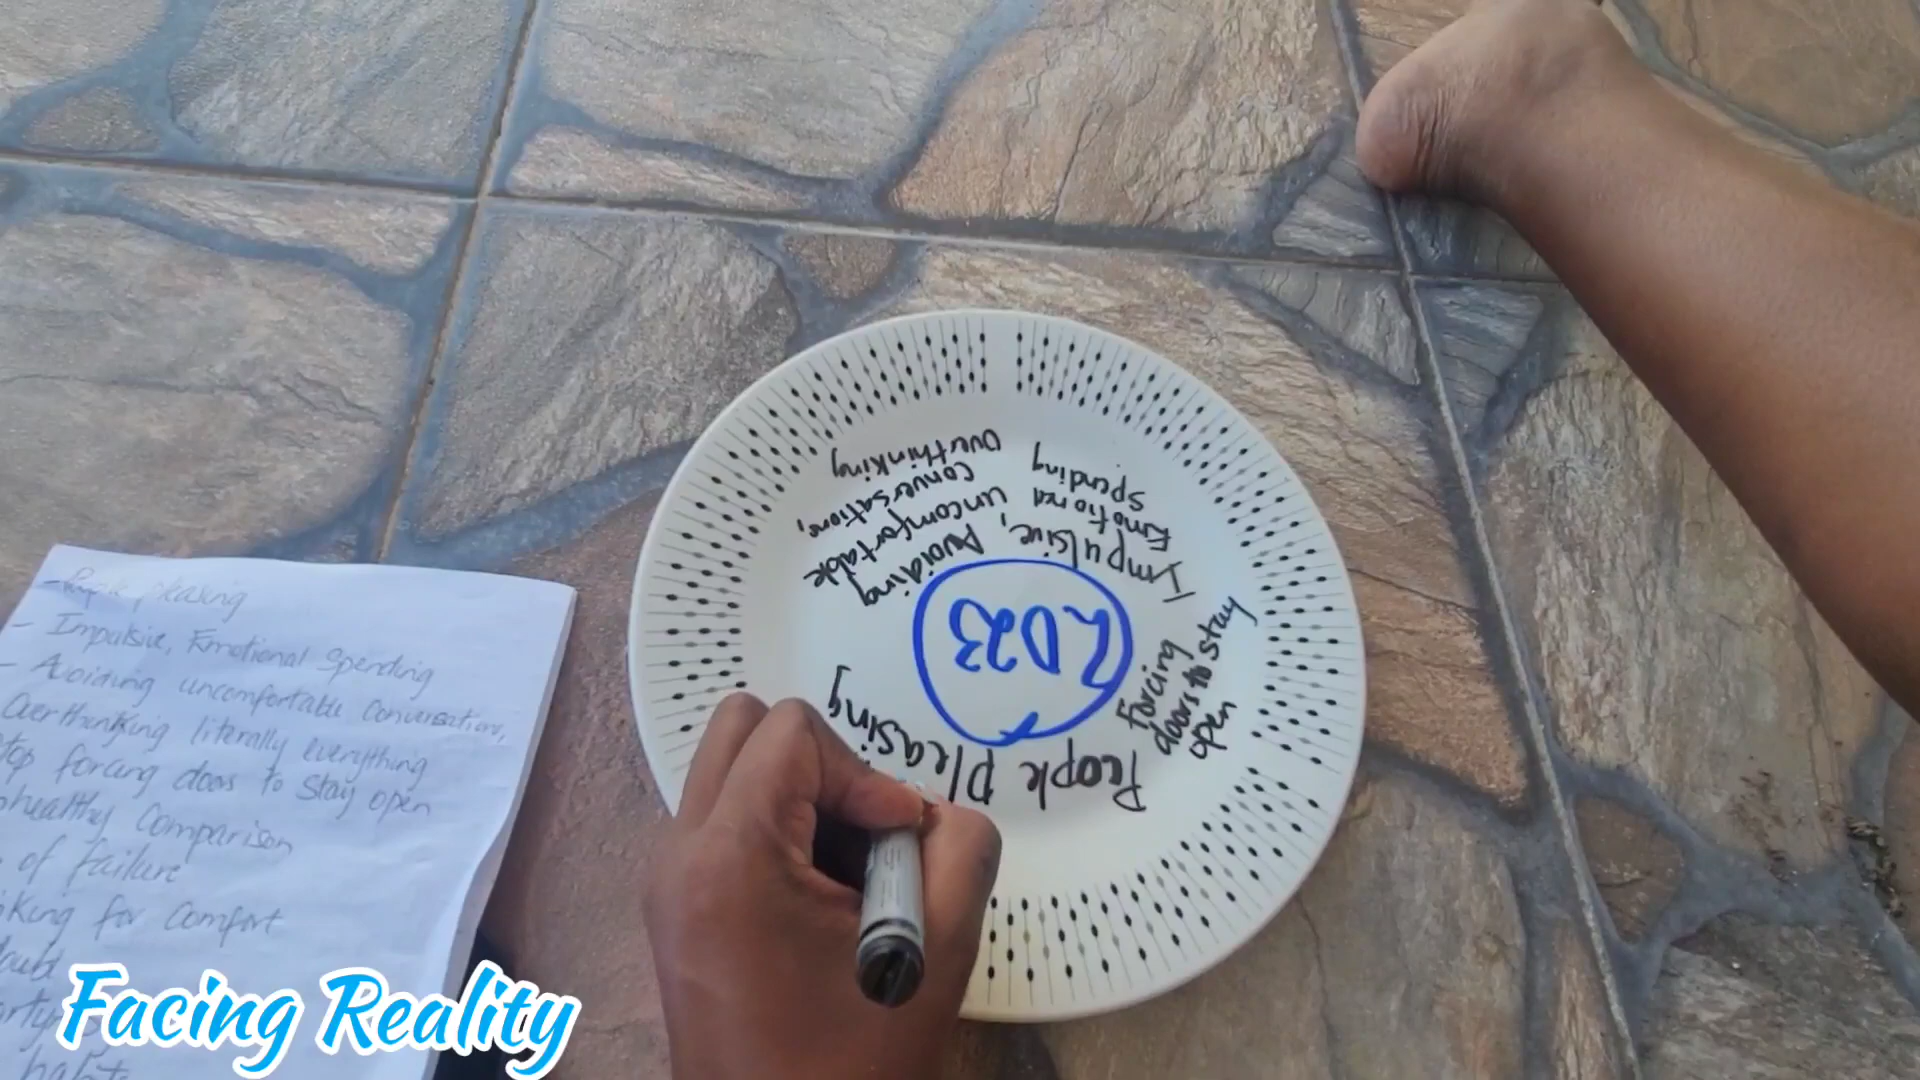 - People pleasing
- Impulsive, Emotional Spending
- Avoiding uncomfortable conversations,
Overthinking literally everything
stop forcing doors to stay open
unhealthy Comparison
of failure
for Comfort
habits
Facing Reality
2023
People pleasing
Forcing
doors to stay
open
Impulsive,
Emotional
Spending
Avoiding
uncomfortable
conversations,
Overthinking